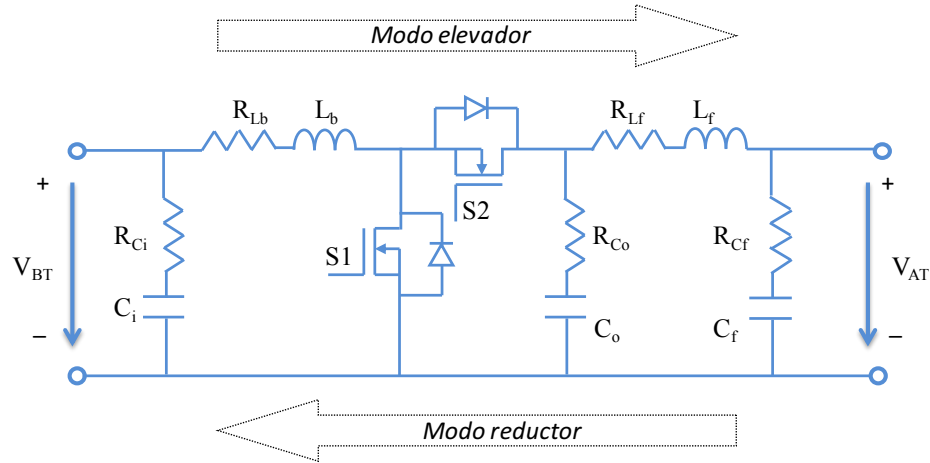 Modo elevador
R_Lb L_b R_Lf L_f
+ +
S2
R_Ci S1 R_Co R_Cf
V_BT V_AT
C_i C_o C_f
– –
Modo reductor